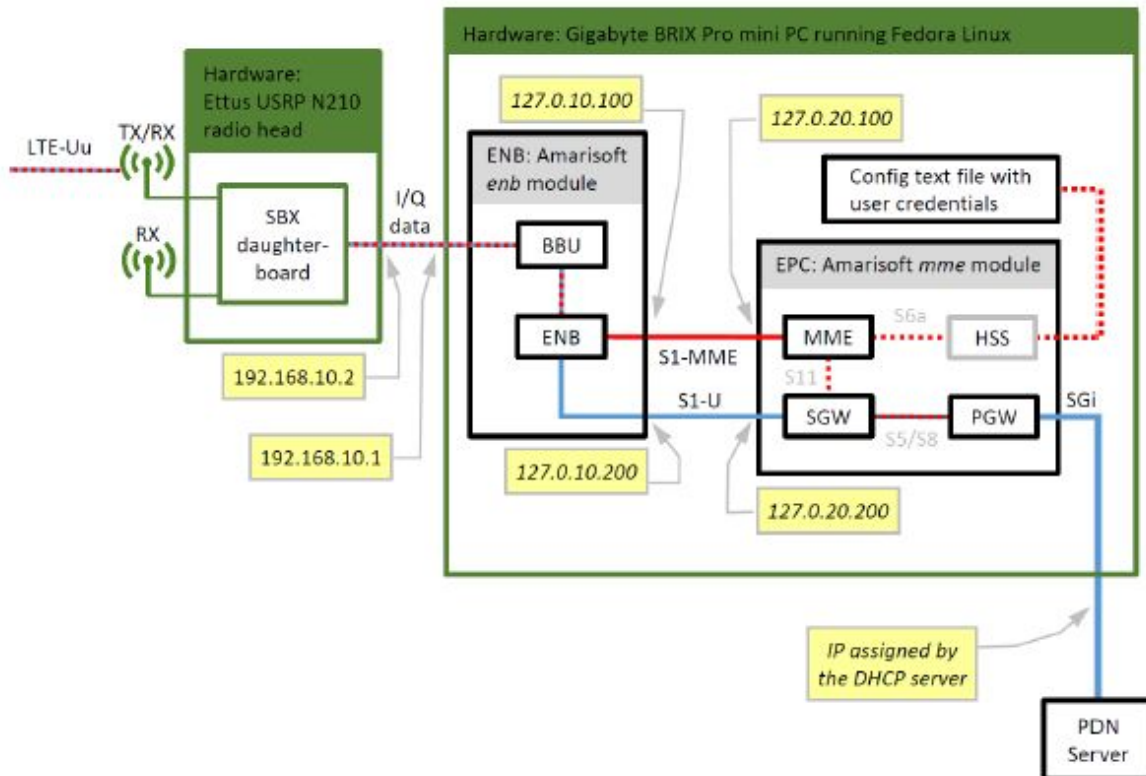 Hardware: Gigabyte BRIX Pro mini PC running Fedora Linux
Hardware:
Ettus USRP N210
radio head
TX/RX
LTE-Uu
RX
SBX
daughter-
board
I/Q
data
192.168.10.2
192.168.10.1
127.0.10.100
127.0.20.100
ENB: Amarisoft
enb module
BBU
ENB
Config text file with
user credentials
EPC: Amarisoft mme module
S6a
MME
HSS
S1-MME
S11
S1-U
SGW
PGW
SGi
S5/S8
127.0.10.200
127.0.20.200
IP assigned by
the DHCP server
PDN
Server